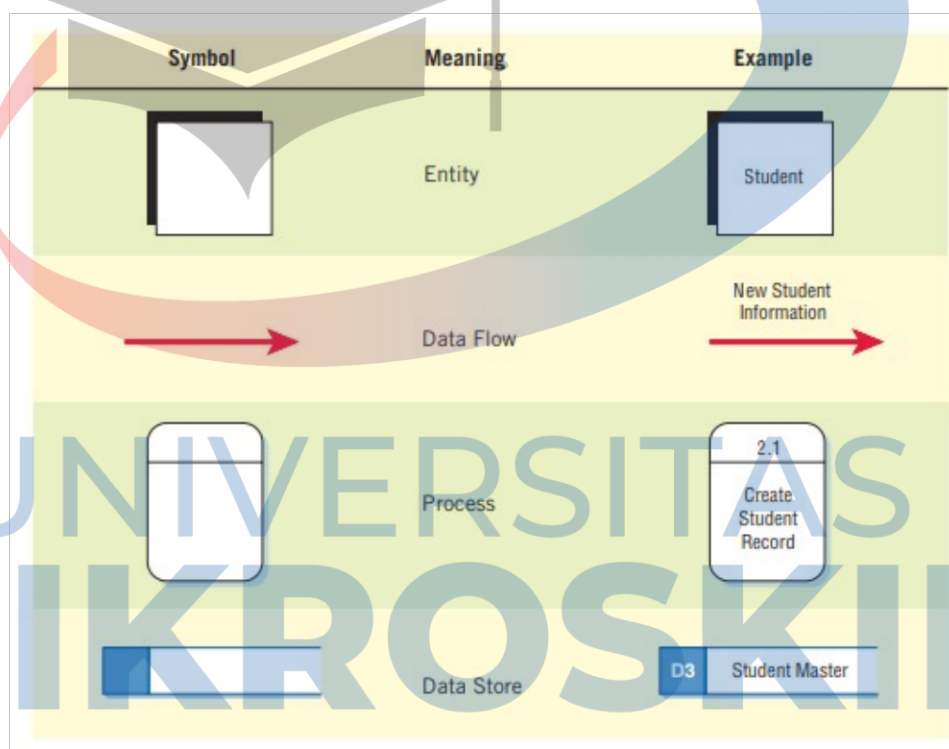 Symbol Meaning Example
Entity Student
New Student
Information
Data Flow
2.1
Process Create
Student
Record
Data Store D3 Student Master
UNIVERSITAS
MIKROSKIL